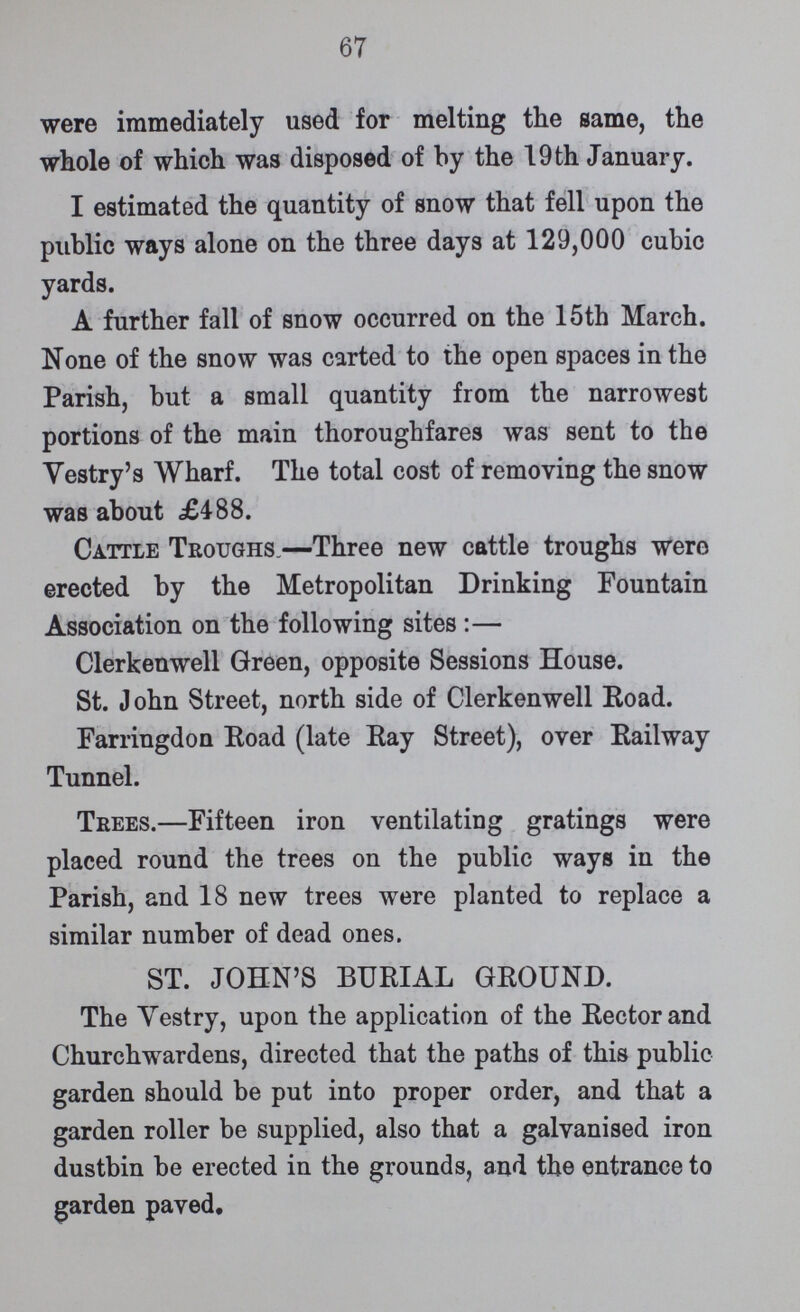 67
were immediately used for melting the same, the
whole of which was disposed of by the 19th January.
I estimated the quantity of snow that fell upon the
public ways alone on the three days at 129,000 cubic
yards.
A further fall of snow occurred on the 15th March.
None of the snow was carted to the open spaces in the
Parish, but a small quantity from the narrowest
portions of the main thoroughfares was sent to the
Vestry's Wharf. The total cost of removing the snow
was about £488.
Cattle Troughs.—Three new cattle troughs were
erected by the Metropolitan Drinking Fountain
Association on the following sites :—
Clerkenwell Green, opposite Sessions House.
St. John Street, north side of Clerkenwell Road.
Farringdon Road (late Ray Street), over Railway
Tunnel.
Trees.—Fifteen iron ventilating gratings were
placed round the trees on the public ways in the
Parish, and 18 new trees were planted to replace a
similar number of dead ones.
ST. JOHN'S BURIAL GROUND.
The Vestry, upon the application of the Rector and
Churchwardens, directed that the paths of this public
garden should be put into proper order, and that a
garden roller be supplied, also that a galvanised iron
dustbin be erected in the grounds, and the entrance to
garden paved.